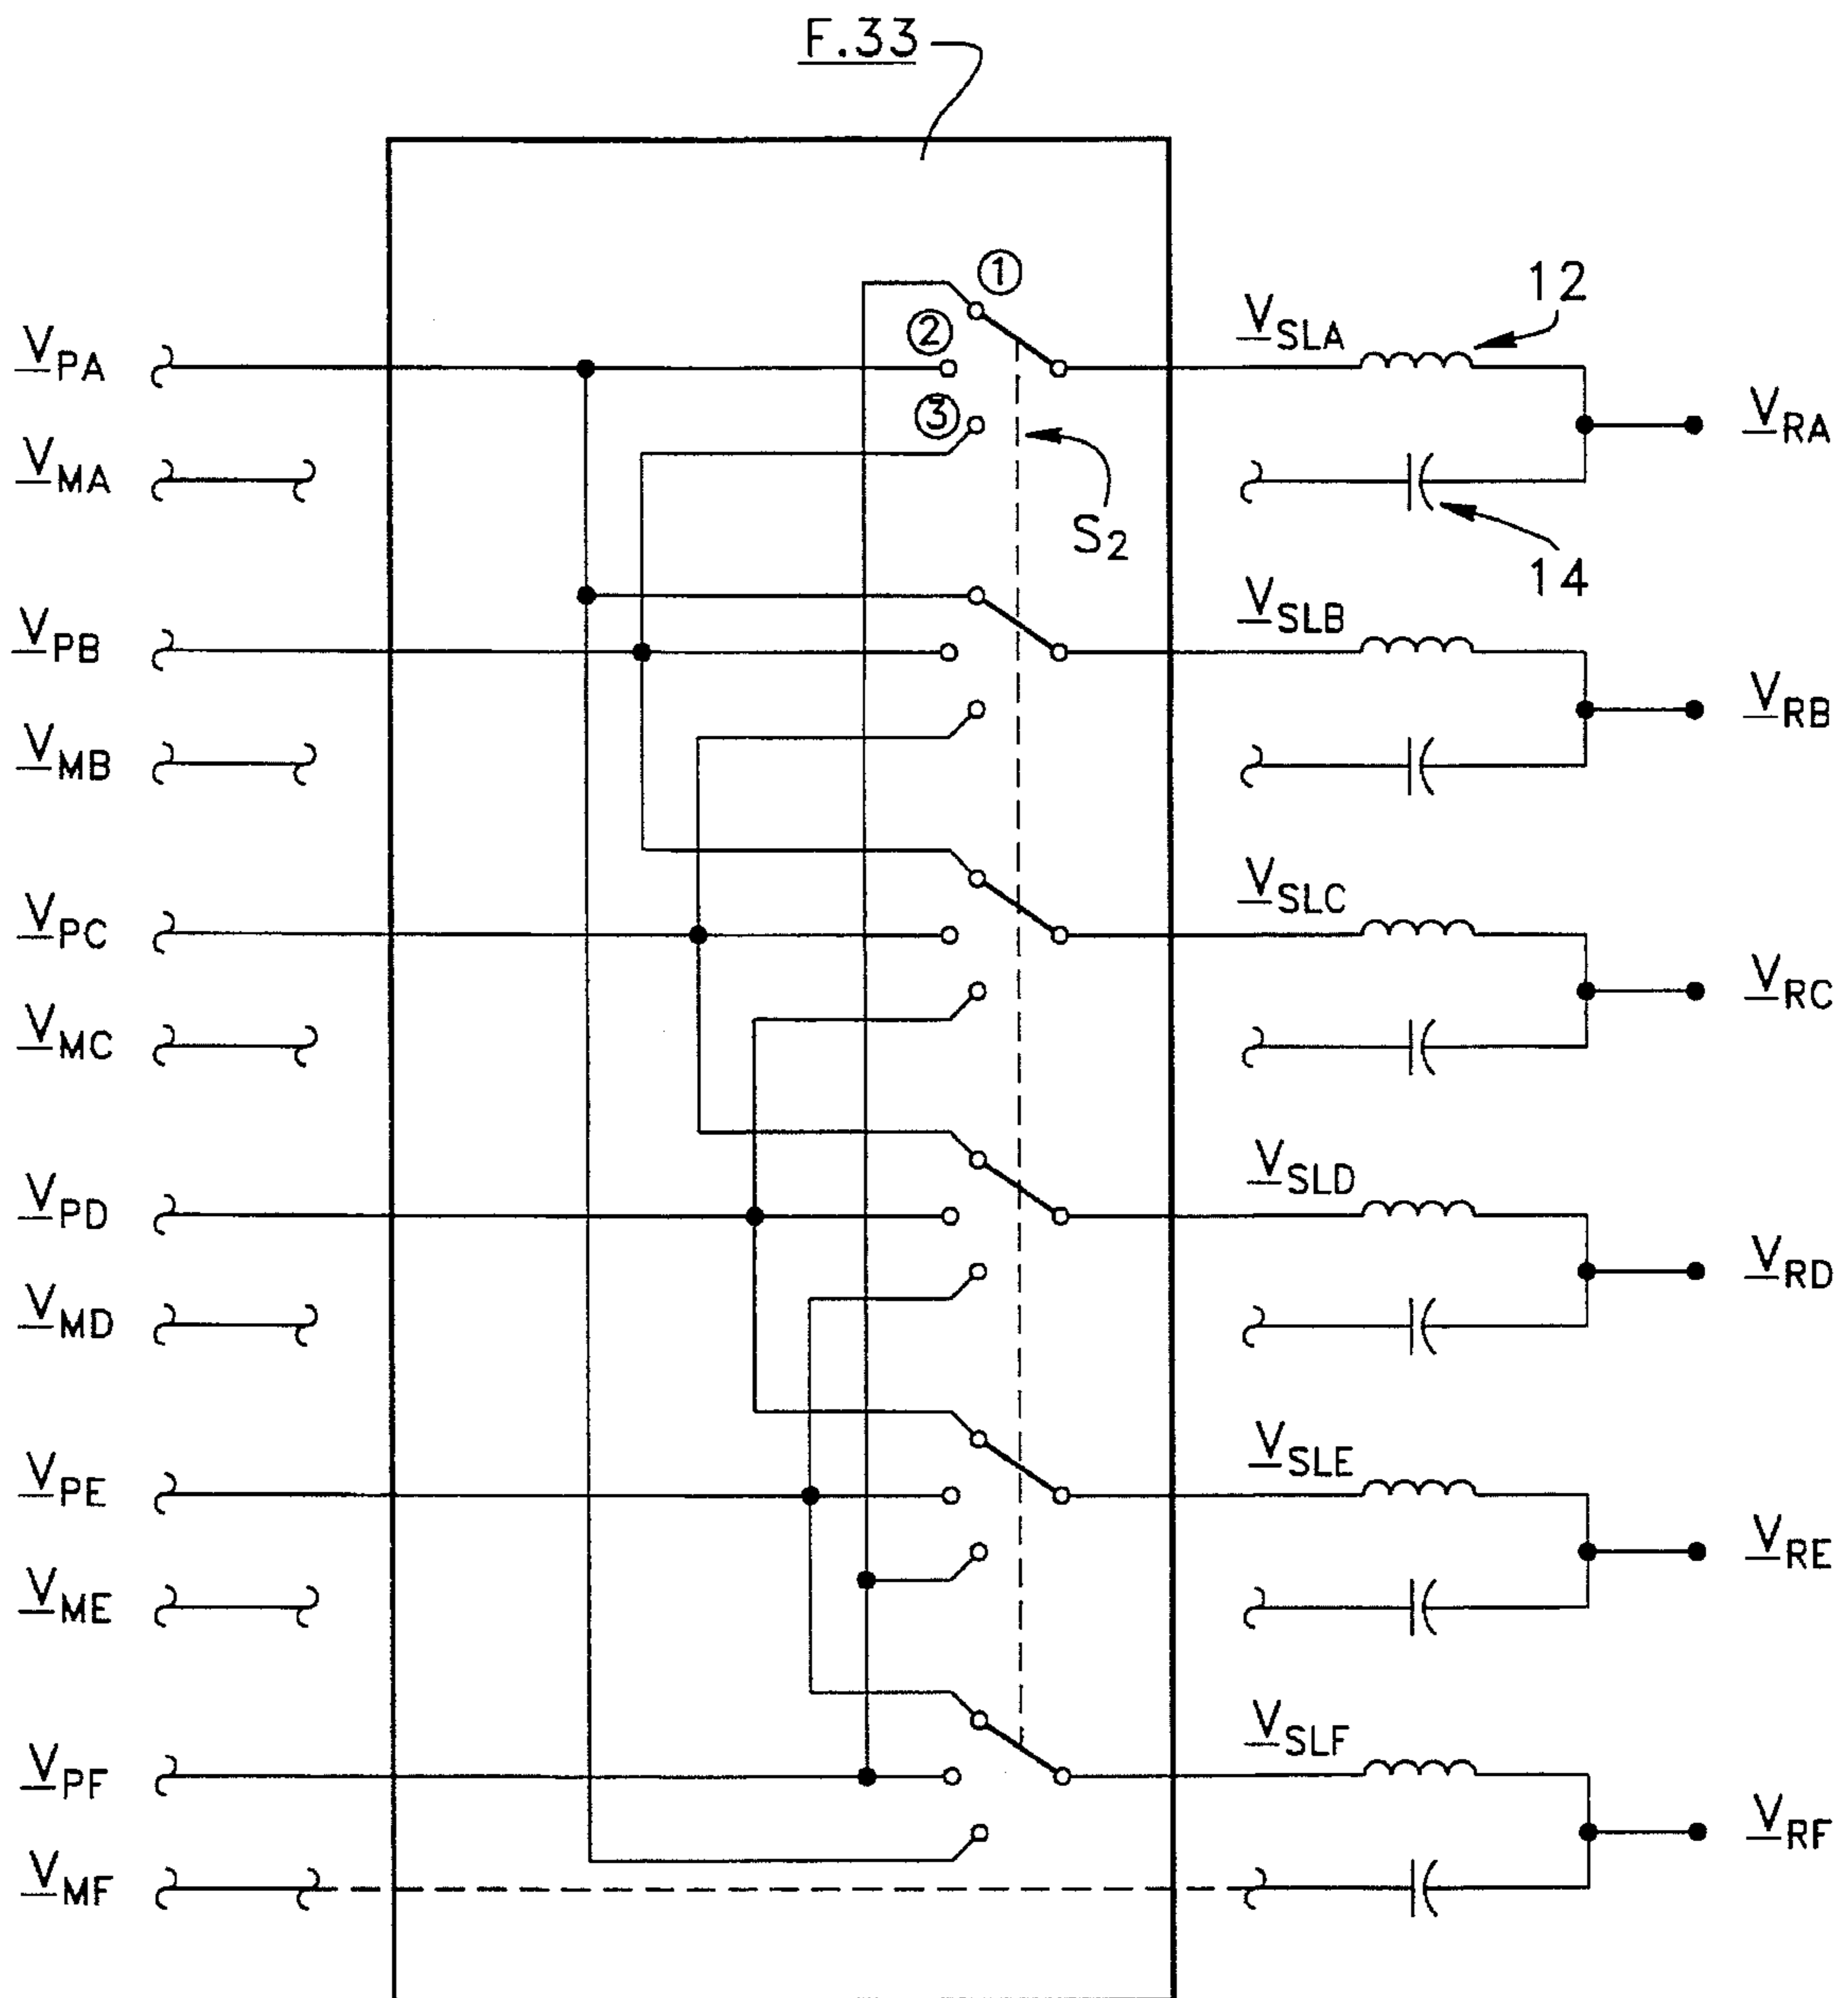 F.33
①
12
V_SLA
V_PA
②
③
V_RA
V_MA
S₂
14
V_SLB
V_PB
V_RB
V_MB
V_SLC
V_PC
V_RC
V_MC
V_SLD
V_PD
V_RD
V_MD
V_SLE
V_PE
V_RE
V_ME
V_SLF
V_PF
V_RF
V_MF